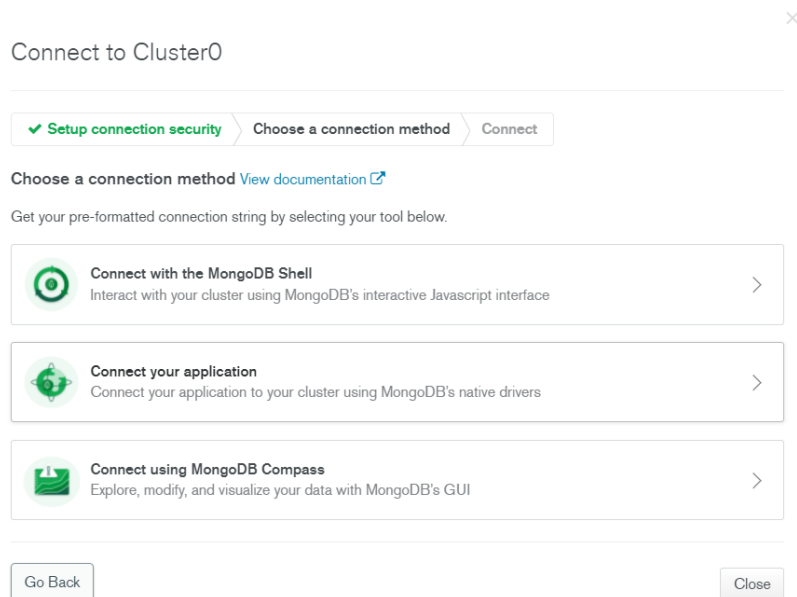 Connect to Cluster0
Setup connection security
Choose a connection method
Connect
Choose a connection method View documentation
Get your pre-formatted connection string by selecting your tool below.
Connect with the MongoDB Shell
Interact with your cluster using MongoDB's interactive Javascript interface
Connect your application
Connect your application to your cluster using MongoDB's native drivers
Connect using MongoDB Compass
Explore, modify, and visualize your data with MongoDB's GUI
Go Back
Close